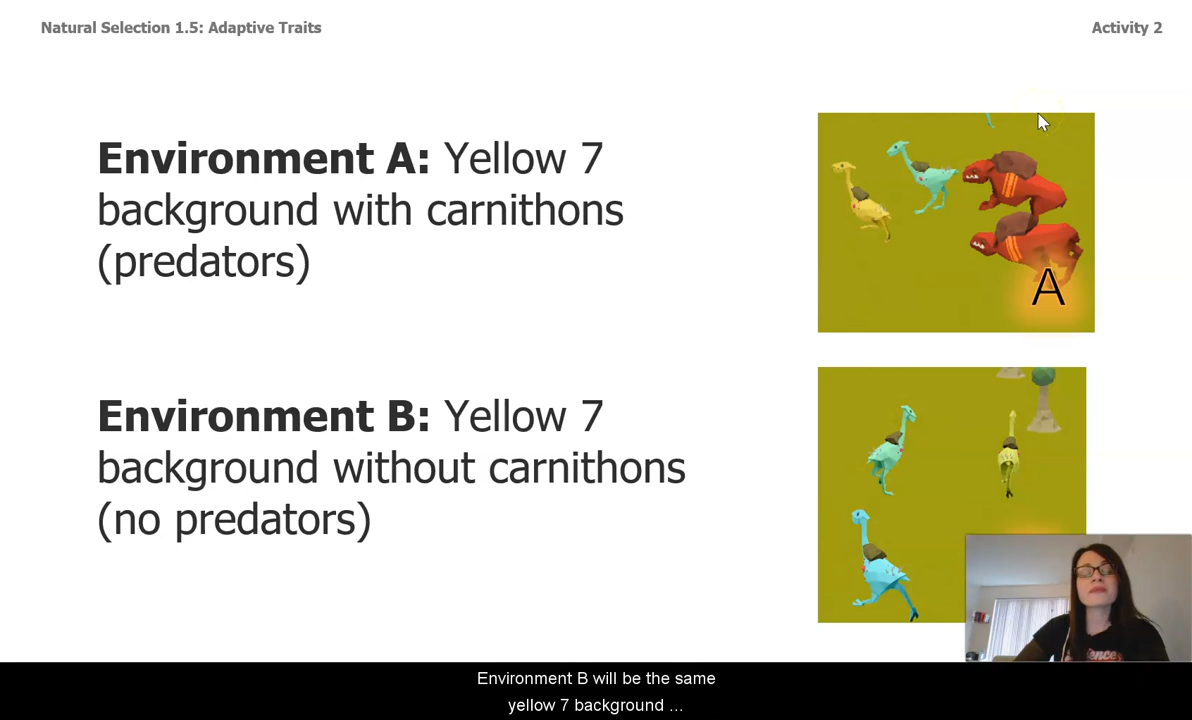 Natural Selection 1.5: Adaptive Traits
Activity 2
Environment A: Yellow 7
background with carnithons
(predators)
A
Environment B: Yellow 7
background without carnithons
(no predators)
Environment B will be the same
yellow 7 background ...